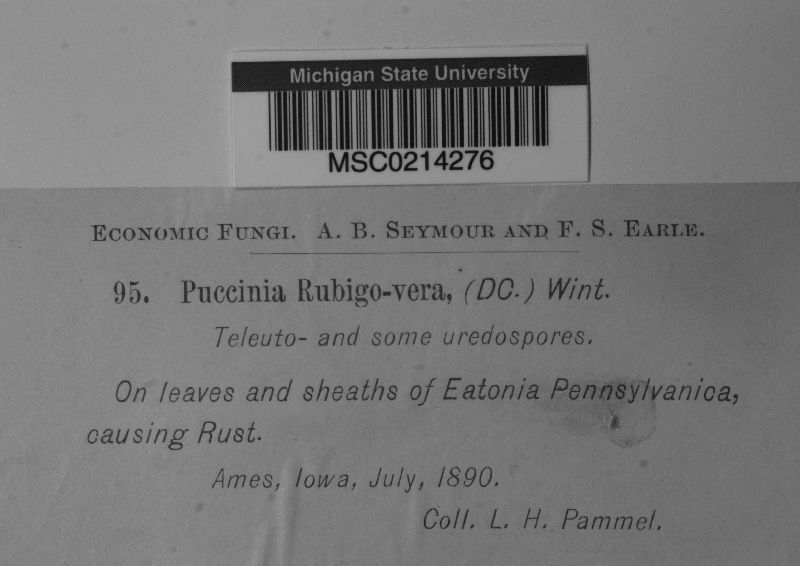 Michigan State University
MSC0214276
ECONOMIC FUNGI. A. B. SEYMOUR AND F. S. EARLE.
95. Puccinia Rubigo-vera, (DC.) Wint.
Teleuto- and some uredospores.
On leaves and sheaths of Eatonia Pennsylvanica,
causing Rust.
Ames, Iowa, July, 1890.
Coll. L. H. Pammel.